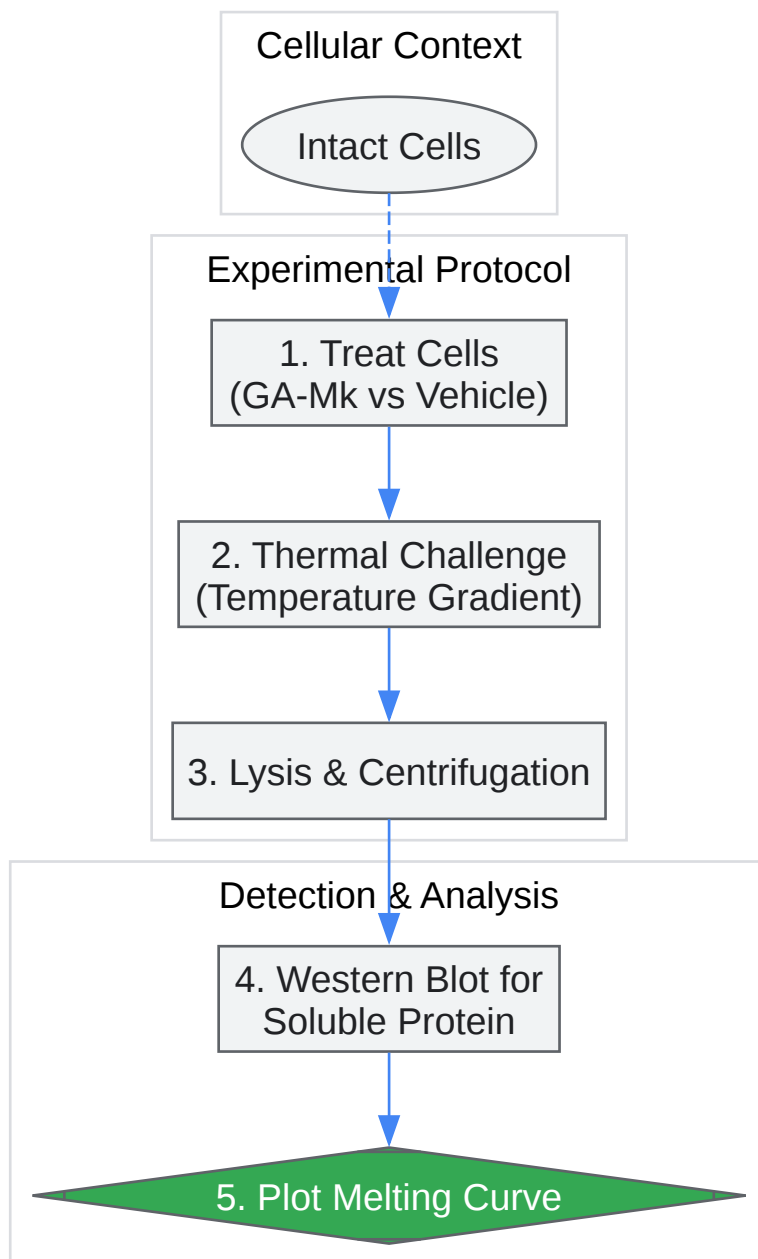 Cellular Context
Intact Cells
Experimental Protocol
1. Treat Cells
(GA-Mk vs Vehicle)
2. Thermal Challenge
(Temperature Gradient)
3. Lysis & Centrifugation
Detection & Analysis
4. Western Blot for
Soluble Protein
5. Plot Melting Curve